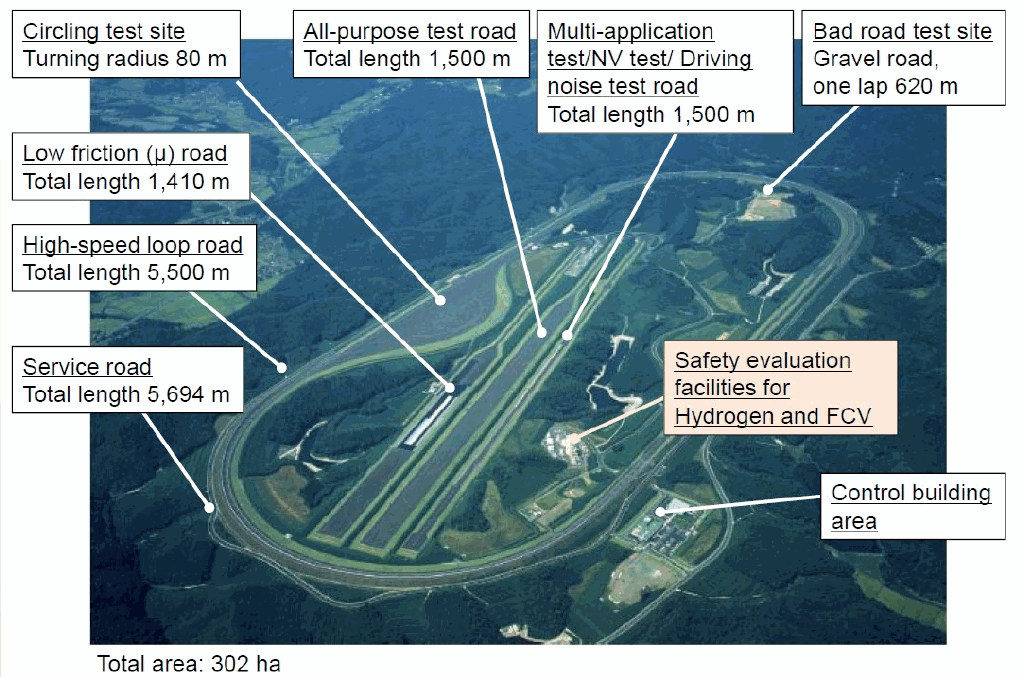 Circling test site
Turning radius 80 m
All-purpose test road
Total length 1,500 m
Multi-application
test/NV test/ Driving
noise test road
Total length 1,500 m
Bad road test site
Gravel road,
one lap 620 m
Low friction (μ) road
Total length 1,410 m
High-speed loop road
Total length 5,500 m
Service road
Total length 5,694 m
Safety evaluation
facilities for
Hydrogen and FCV
Control building
area
Total area: 302 ha